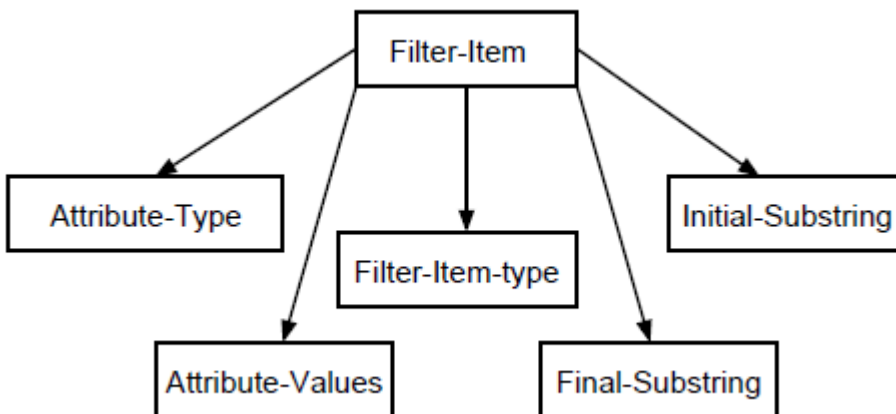 Filter-Item
Attribute-Type
Initial-Substring
Filter-Item-type
Attribute-Values
Final-Substring